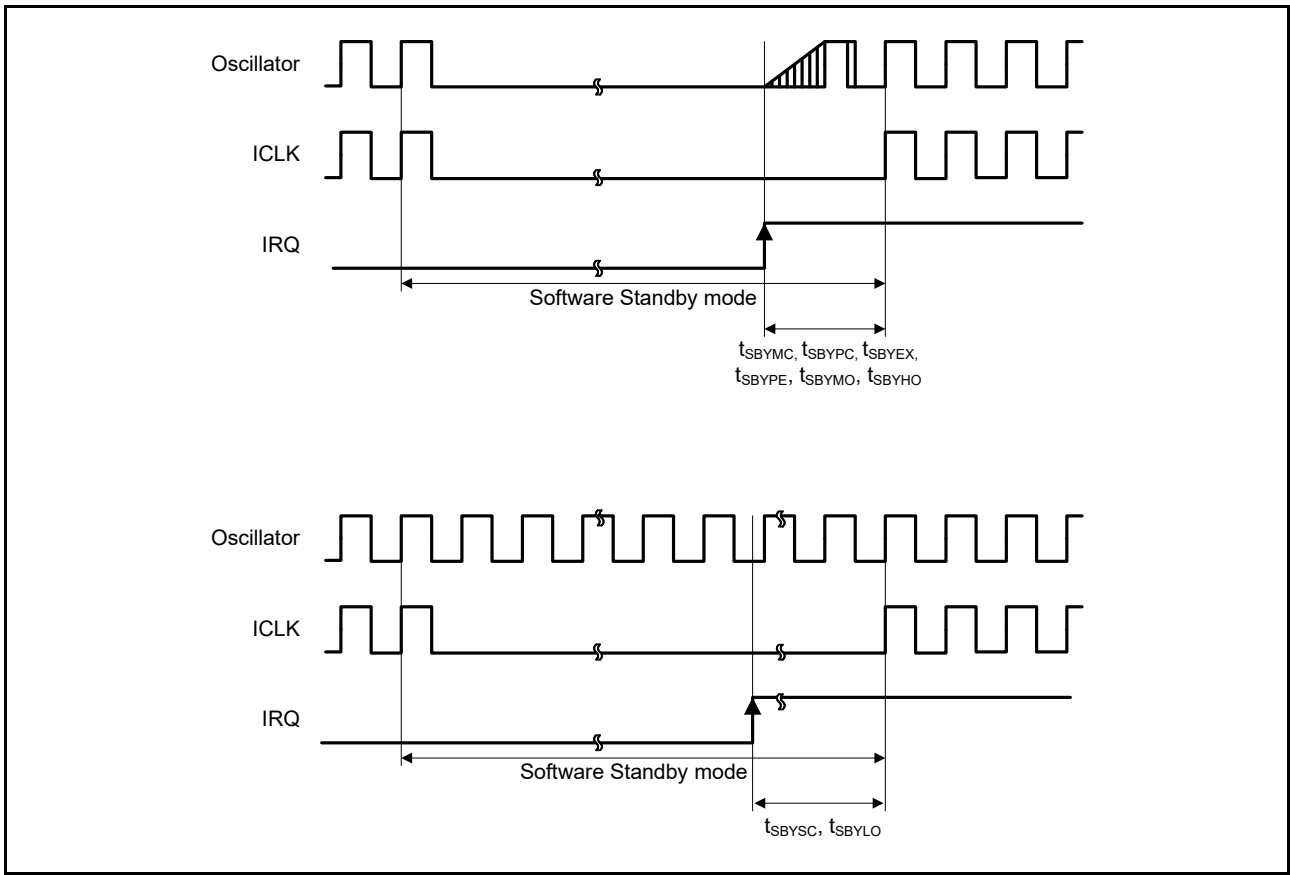 Oscillator
ICLK
IRQ
Software Standby mode
tSBYMC, tSBYPC, tSBYEX,
tSBYPE, tSBYMO, tSBYHO
Oscillator
ICLK
IRQ
Software Standby mode
tSBYSC, tSBYLO